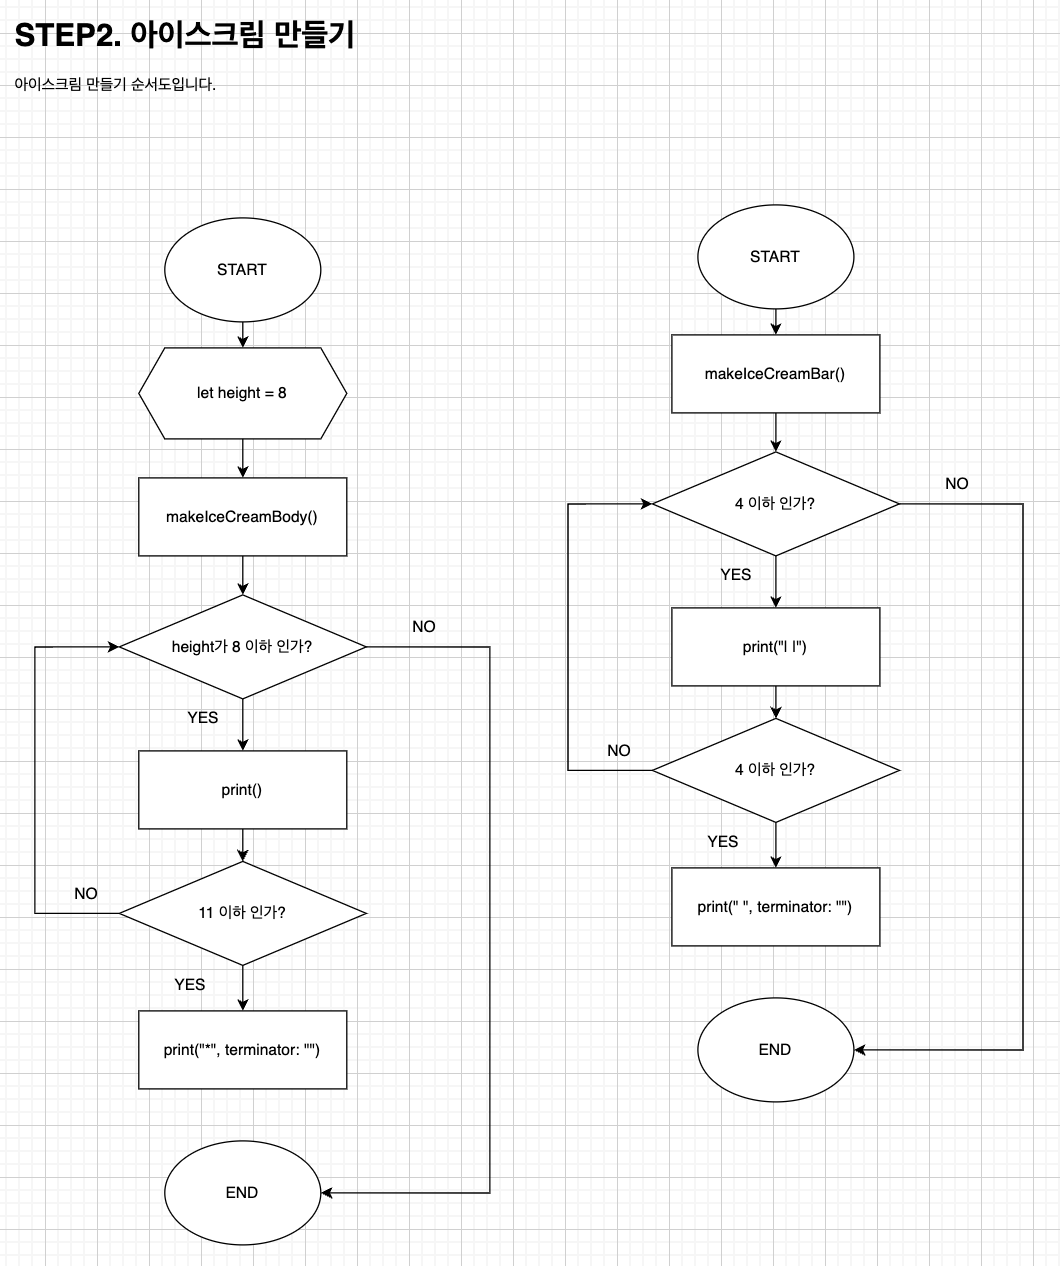 STEP2. 아이스크림 만들기
아이스크림 만들기 순서도입니다.
START
let height = 8
makeIceCreamBody()
height가 8 이하 인가?
NO
YES
print()
11 이하 인가?
NO
YES
print("*", terminator: "")
END
START
makeIceCreamBar()
4 이하 인가?
NO
YES
print("| |")
4 이하 인가?
NO
YES
print(" ", terminator: "")
END